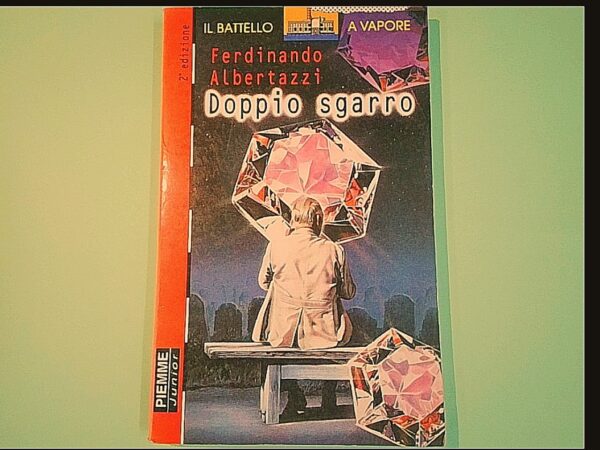 IL BATTELLO A VAPORE
2ª edizione
Ferdinando
Albertazzi
Doppio sgarro
PIEMME
Junior